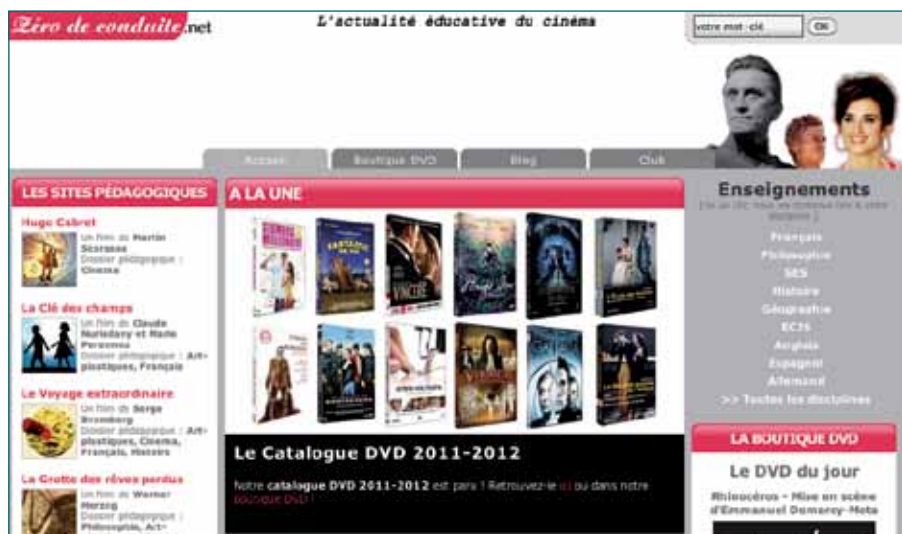 Zéro de conduite.net
L'actualité éducative du cinéma
votre mot-clé
OK
Accueil
Boutique DVD
Blog
Club
LES SITES PÉDAGOGIQUES
Hugo Cabret
un film de Martin
Scorsese
Dossier pédagogique :
Cinema
La Clé des champs
un film de Claude
Nuridsany et Marie
Perennou
Dossier pédagogique : Art-
plastiques, Français
Le Voyage extraordinaire
un film de Serge
Bromberg
Dossier pédagogique : Art-
plastiques, Cinema,
Français, Histoire
La Grotte des rêves perdus
un film de Werner
Herzog
Dossier pédagogique :
Philosophie, Art-
A LA UNE
VINCERE
Le Catalogue DVD 2011-2012
Notre catalogue DVD 2011-2012 est paru ! Retrouvez-le ici ou dans notre
boutique DVD !
Enseignements
Français
Philosophie
SES
Histoire
Géographie
ECJS
Anglais
Espagnol
Allemand
>> Toutes les disciplines
LA BOUTIQUE DVD
Le DVD du jour
Rhinocéros - Mise en scène
d'Emmanuel Demarcy-Mota